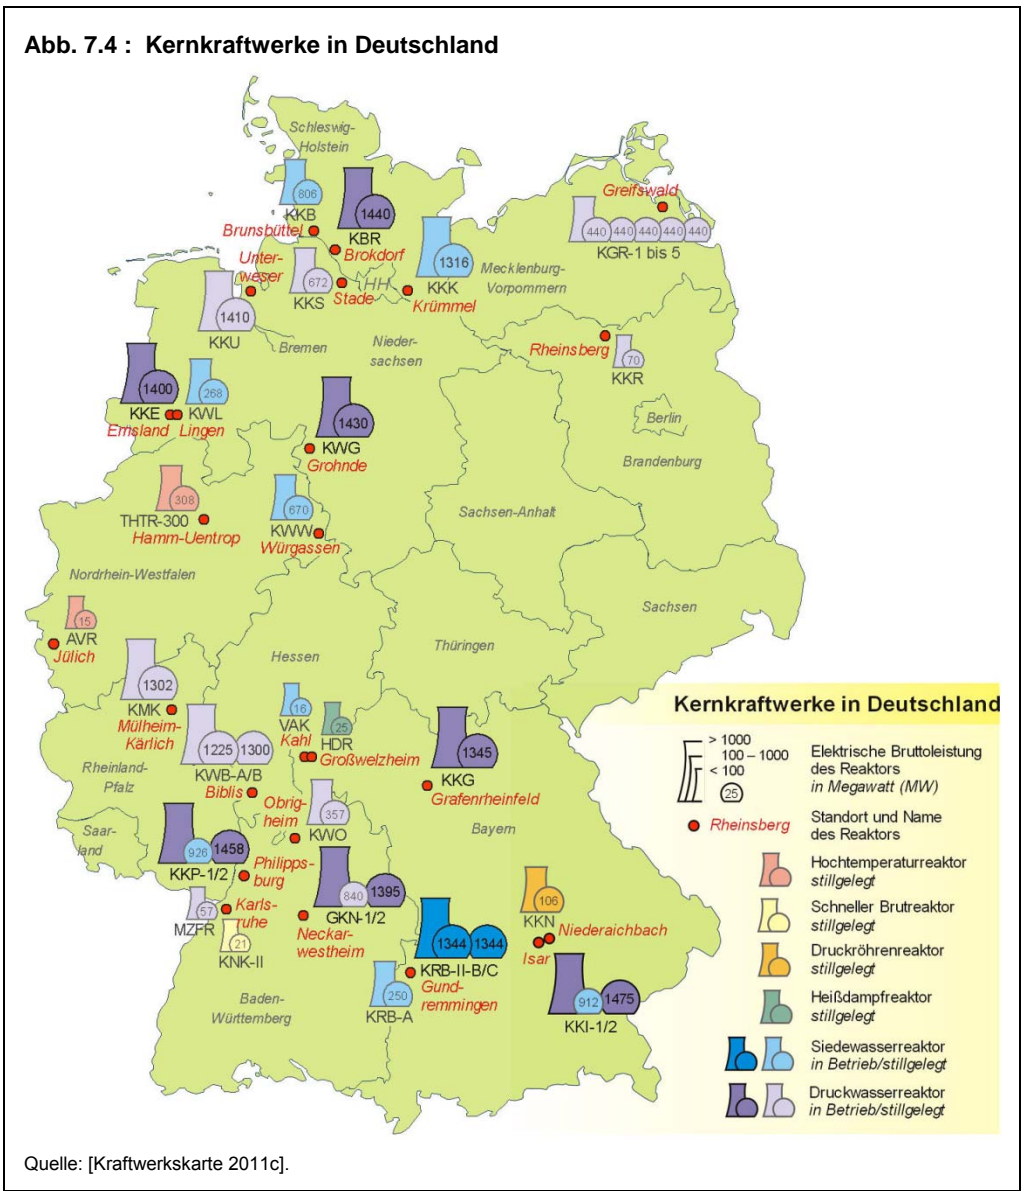 Abb. 7.4 : Kernkraftwerke in Deutschland
Schleswig-
Holstein
806
KKB
Brunsbüttel
1440
KBR
Brokdorf
Greifswald
440 440 440 440 440
KGR-1 bis 5
Unter-
weser
672
KKS
Stade
HH
1316
KKK
Krümmel
Mecklenburg-
Vorpommern
1410
KKU
Bremen
Nieder-
sachsen
Rheinsberg
70
KKR
1400
KKE
Emsland
268
KWL
Lingen
1430
KWG
Grohnde
Berlin
Brandenburg
308
THTR-300
Hamm-Uentrop
670
KWW
Würgassen
Sachsen-Anhalt
Nordrhein-Westfalen
Sachsen
15
AVR
Jülich
Hessen
Thüringen
1302
KMK
Mülheim-
Kärlich
16
VAK
Kahl
25
HDR
Großwelzheim
1345
KKG
Grafenrheinfeld
1225 1300
KWB-A/B
Biblis
Rheinland-
Pfalz
Obrig-
heim
357
KWO
Bayern
Saar-
land
926 1458
KKP-1/2
Philipps-
burg
840 1395
GKN-1/2
Neckar-
westheim
57
MZFR
Karls-
ruhe
21
KNK-II
106
KKN
Niederaichbach
Isar
1344 1344
KRB-II-B/C
Gund-
remmingen
250
KRB-A
912 1475
KKI-1/2
Baden-
Württemberg
Kernkraftwerke in Deutschland
> 1000
100 – 1000
< 100
25
Elektrische Bruttoleistung
des Reaktors
in Megawatt (MW)
Rheinsberg
Standort und Name
des Reaktors
Hochtemperaturreaktor
stillgelegt
Schneller Brutreaktor
stillgelegt
Druckröhrenreaktor
stillgelegt
Heißdampfreaktor
stillgelegt
Siedewasserreaktor
in Betrieb/stillgelegt
Druckwasserreaktor
in Betrieb/stillgelegt
Quelle: [Kraftwerkskarte 2011c].